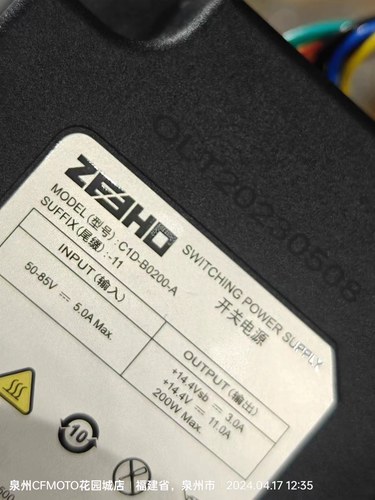 OLT20230508
ZEEHO
SWITCHING POWER SUPPLY
开关电源
MODEL(型号):C1D-B0200-A
SUFFIX(尾缀):-11
INPUT(输入)
50-85V ⎓ 5.0A Max.
OUTPUT(输出)
+14.4Vsb ⎓ 3.0A
+14.4V ⎓ 11.0A
200W Max.
10
泉州CFMOTO花园城店 | 福建省，泉州市 | 2024.04.17 12:35